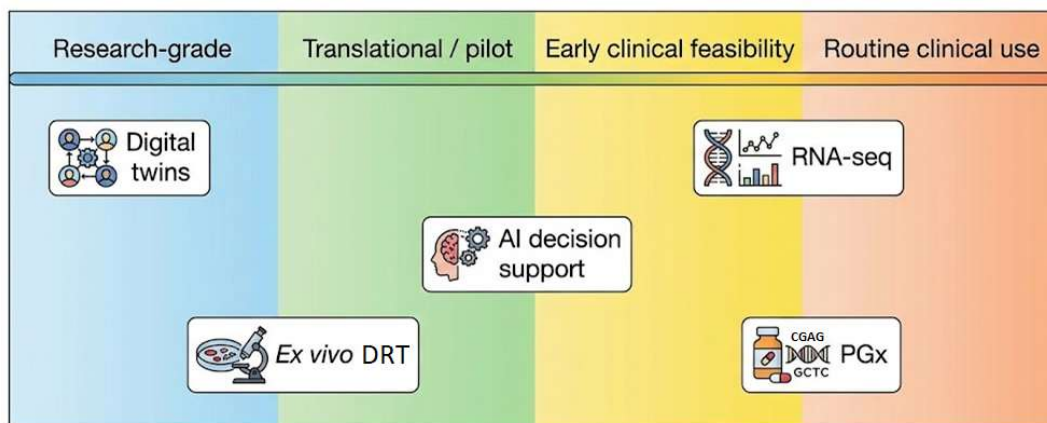 Research-grade
Translational / pilot
Early clinical feasibility
Routine clinical use
Digital
twins
RNA-seq
AI decision
support
Ex vivo DRT
CGAG
GCTC
PGx